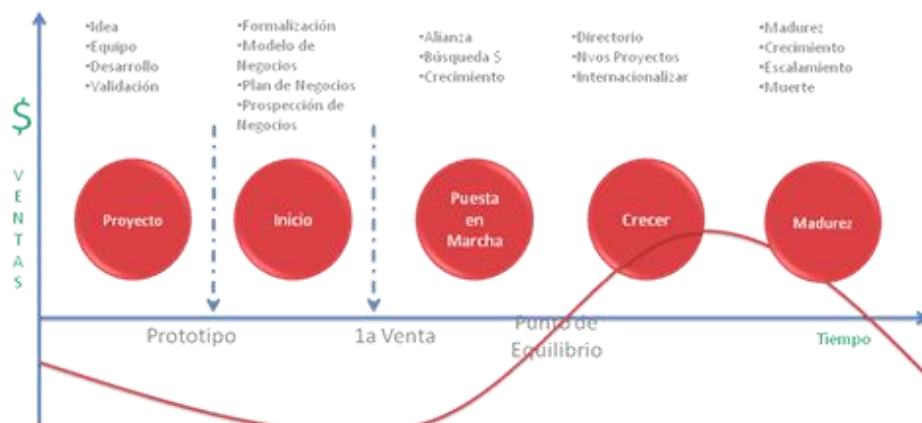 •Idea
•Equipo
•Desarrollo
•Validación
•Formalización
•Modelo de
Negocios
•Plan de Negocios
•Prospección de
Negocios
•Alianza
•Búsqueda $
•Crecimiento
•Directorio
•Nvos Proyectos
•Internacionalizar
•Madurez
•Crecimiento
•Escalamiento
•Muerte
$
VENTAS
Proyecto
Inicio
Puesta
en
Marcha
Crecer
Madurez
Prototipo
1a Venta
Punto de
Equilibrio
Tiempo